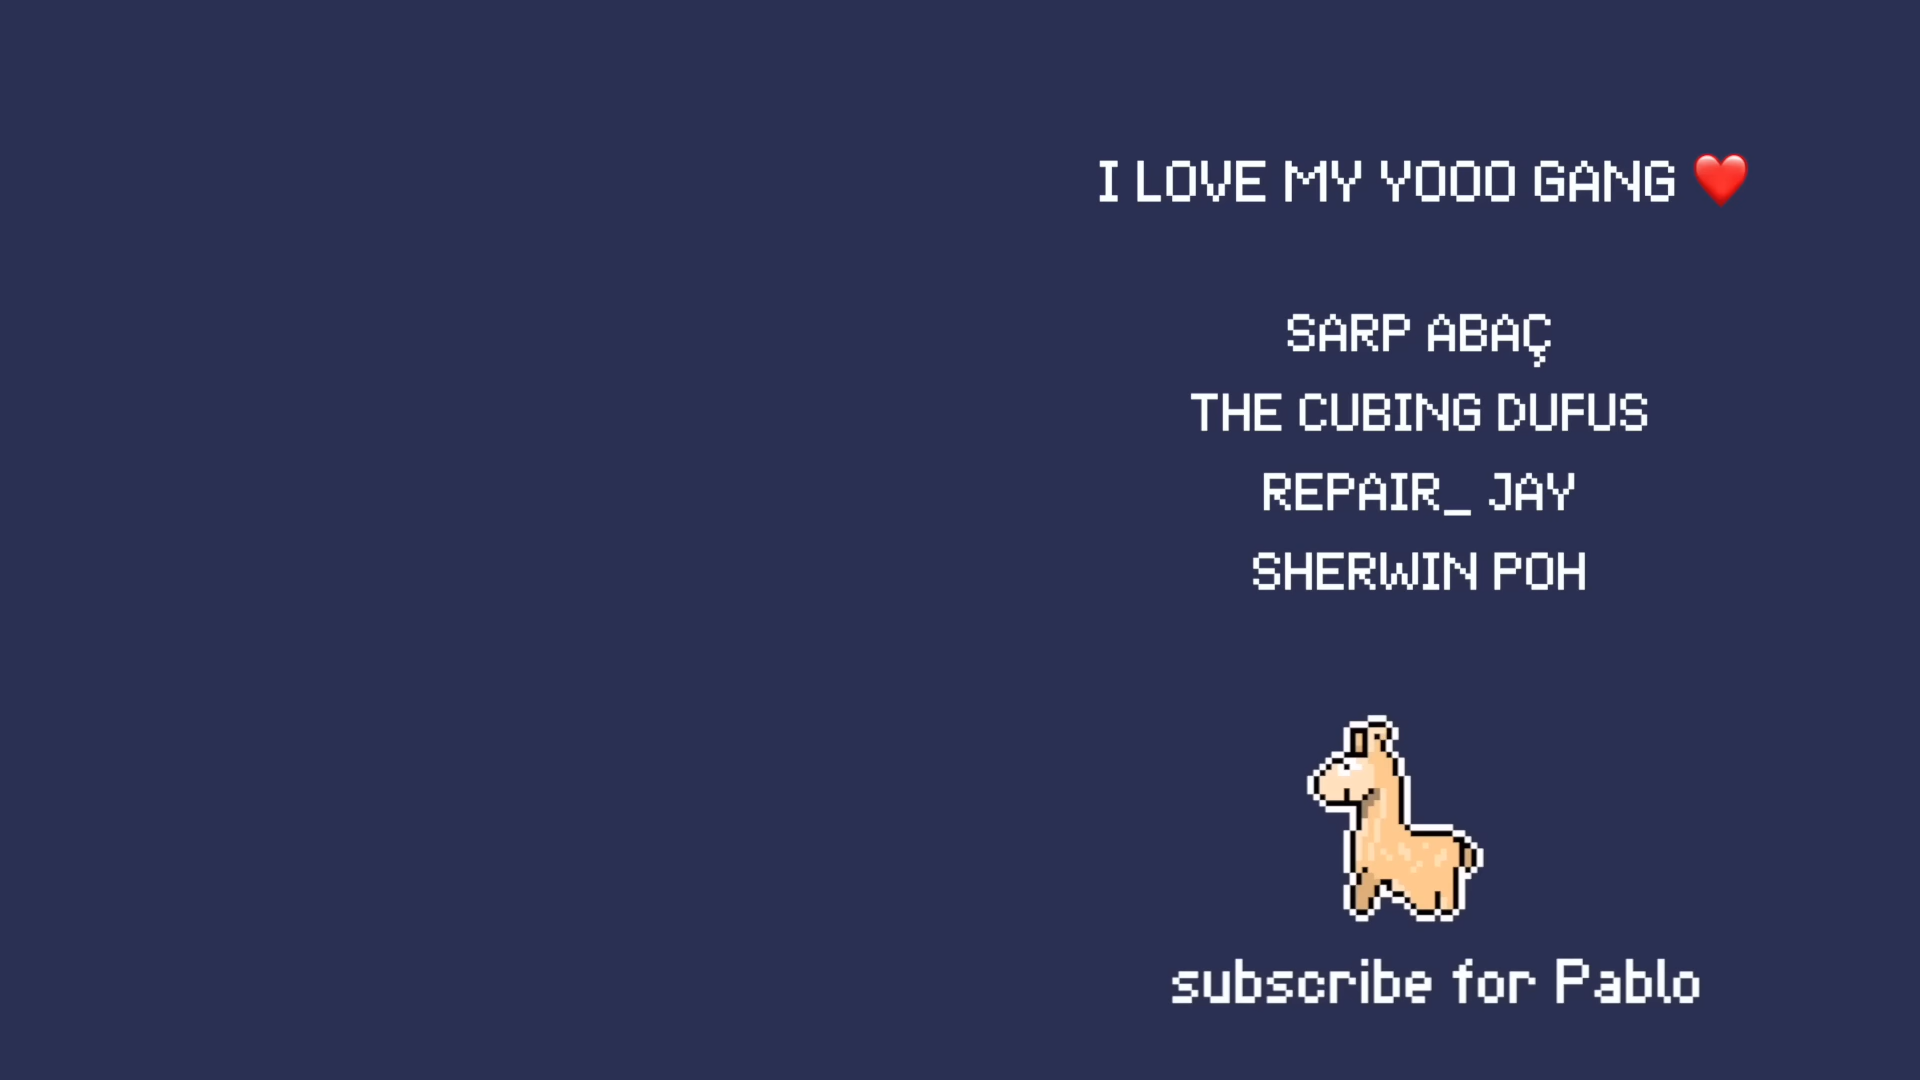 I LOVE MY YOOO GANG ❤️
SARP ABAÇ
THE CUBING DUFUS
REPAIR_ JAY
SHERWIN POH
subscribe for Pablo